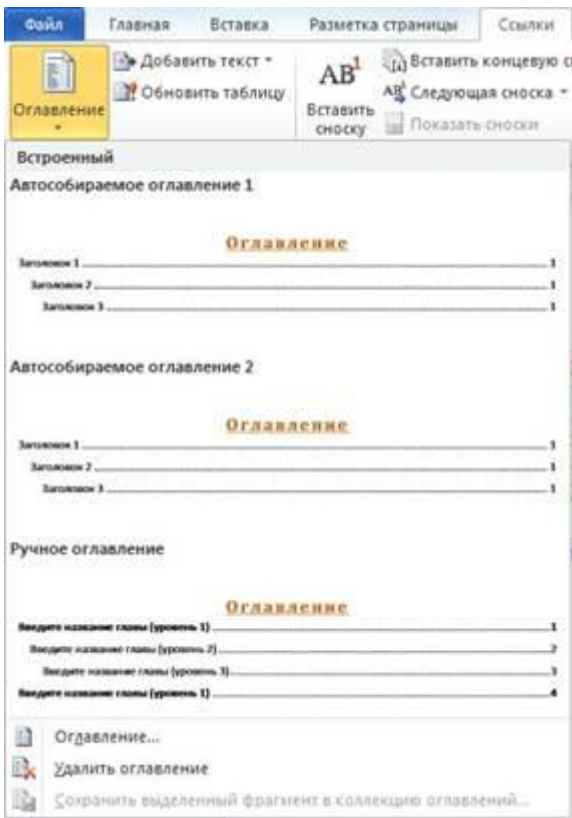 Файл Главная Вставка Разметка страницы Ссылки
Оглавление
Добавить текст
Обновить таблицу
AB1
Вставить сноску
Вставить концевую с
AB Следующая сноска
Показать сноски
Встроенный
Автособираемое оглавление 1
Оглавление
Заголовок 1 1
Заголовок 2 1
Заголовок 3 1
Автособираемое оглавление 2
Оглавление
Заголовок 1 1
Заголовок 2 1
Заголовок 3 1
Ручное оглавление
Оглавление
Введите название главы (уровень 1) 1
Введите название главы (уровень 2) 2
Введите название главы (уровень 3) 3
Введите название главы (уровень 1) 4
Оглавление...
Удалить оглавление
Сохранить выделенный фрагмент в коллекцию оглавлений...